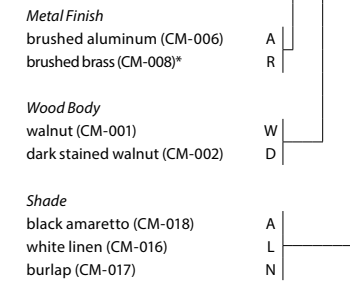 Metal Finish
brushed aluminum (CM-006) A
brushed brass (CM-008)* R
Wood Body
walnut (CM-001) W
dark stained walnut (CM-002) D
Shade
black amaretto (CM-018) A
white linen (CM-016) L
burlap (CM-017) N